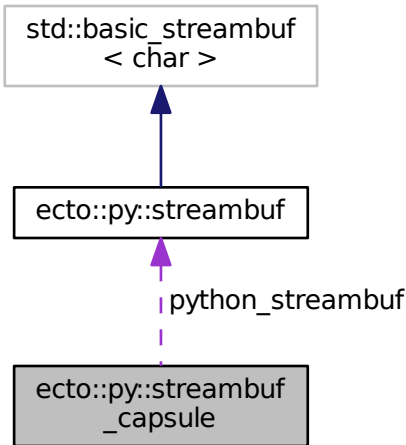 std::basic_streambuf
< char >
ecto::py::streambuf
python_streambuf
ecto::py::streambuf
_capsule